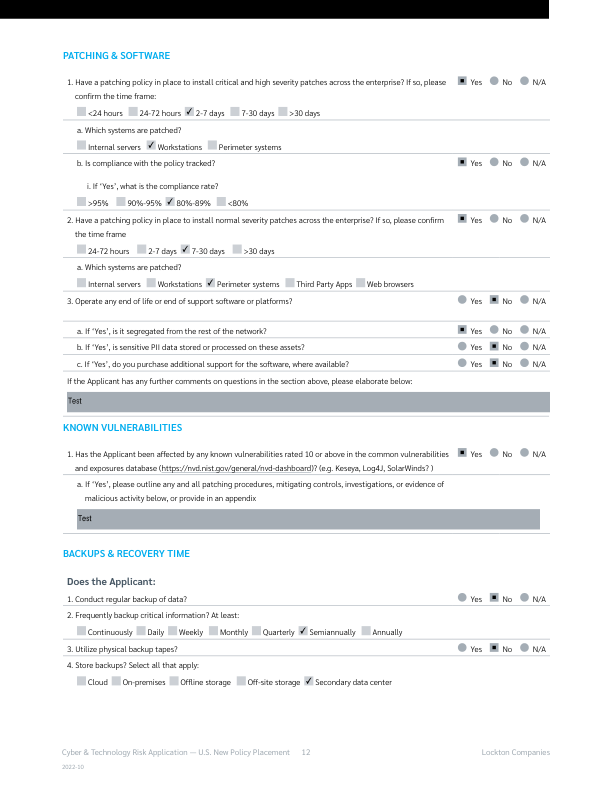 PATCHING & SOFTWARE
1. Have a patching policy in place to install critical and high severity patches across the enterprise? If so, please Yes No N/A
confirm the time frame:
<24 hours 24-72 hours 2-7 days 7-30 days >30 days
a. Which systems are patched?
Internal servers Workstations Perimeter systems
b. Is compliance with the policy tracked? Yes No N/A
i. If ‘Yes’, what is the compliance rate?
>95% 90%-95% 80%-89% <80%
2. Have a patching policy in place to install normal severity patches across the enterprise? If so, please confirm Yes No N/A
the time frame
24-72 hours 2-7 days 7-30 days >30 days
a. Which systems are patched?
Internal servers Workstations Perimeter systems Third Party Apps Web browsers
3. Operate any end of life or end of support software or platforms? Yes No N/A
a. If ‘Yes’, is it segregated from the rest of the network? Yes No N/A
b. If ‘Yes’, is sensitive PII data stored or processed on these assets? Yes No N/A
c. If ‘Yes’, do you purchase additional support for the software, where available? Yes No N/A
If the Applicant has any further comments on questions in the section above, please elaborate below:
Test
KNOWN VULNERABILITIES
1. Has the Applicant been affected by any known vulnerabilities rated 10 or above in the common vulnerabilities Yes No N/A
and exposures database (https://nvd.nist.gov/general/nvd-dashboard)? (e.g. Keseya, Log4J, SolarWinds? )
a. If ‘Yes’, please outline any and all patching procedures, mitigating controls, investigations, or evidence of
malicious activity below, or provide in an appendix
Test
BACKUPS & RECOVERY TIME
Does the Applicant:
1. Conduct regular backup of data? Yes No N/A
2. Frequently backup critical information? At least:
Continuously Daily Weekly Monthly Quarterly Semiannually Annually
3. Utilize physical backup tapes? Yes No N/A
4. Store backups? Select all that apply:
Cloud On-premises Offline storage Off-site storage Secondary data center
Cyber & Technology Risk Application — U.S. New Policy Placement 12 Lockton Companies
2022-10